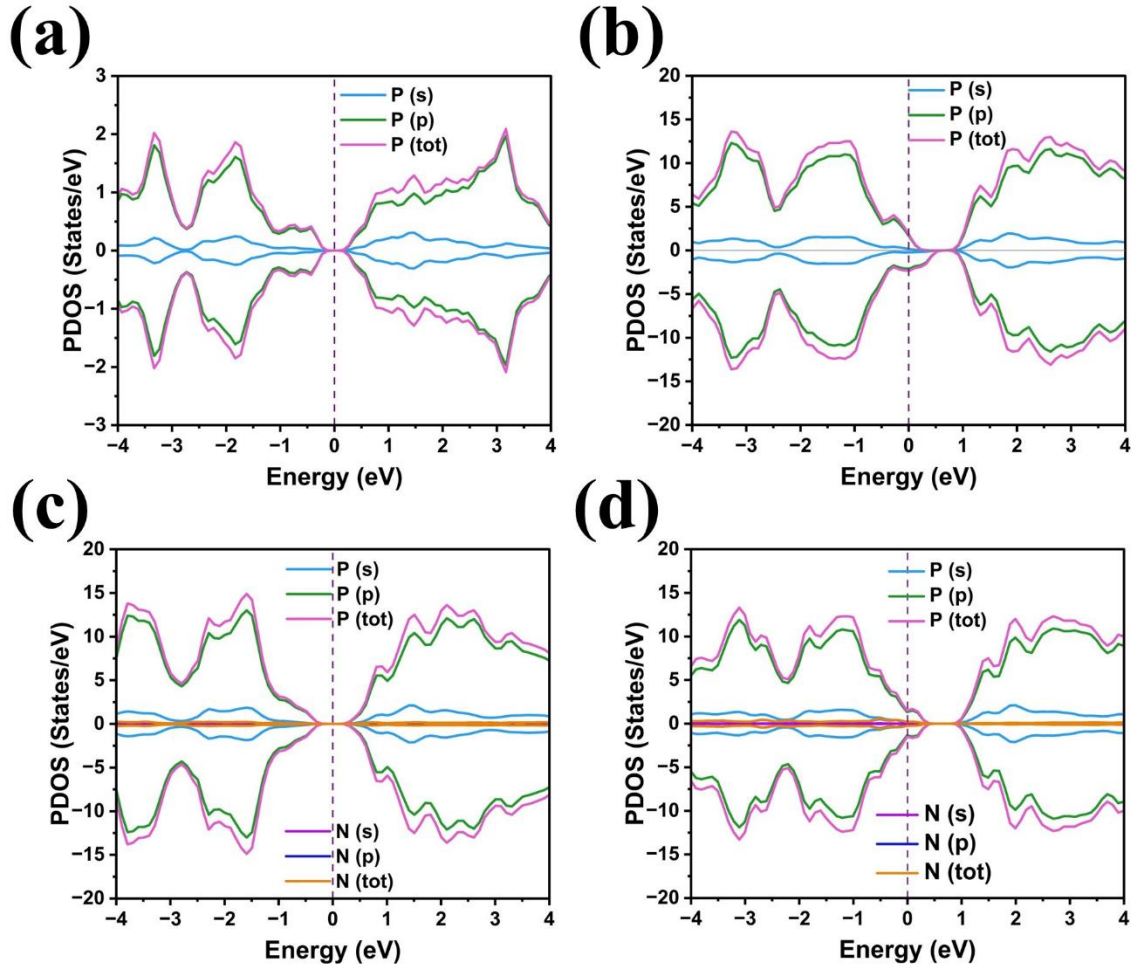 (a)
3
2
1
0
−1
−2
−3
PDOS (States/eV)
P (s)
P (p)
P (tot)
−4 −3 −2 −1 0 1 2 3 4
Energy (eV)
(b)
20
15
10
5
0
−5
−10
−15
−20
PDOS (States/eV)
P (s)
P (p)
P (tot)
−4 −3 −2 −1 0 1 2 3 4
Energy (eV)
(c)
20
15
10
5
0
−5
−10
−15
−20
PDOS (States/eV)
P (s)
P (p)
P (tot)
N (s)
N (p)
N (tot)
−4 −3 −2 −1 0 1 2 3 4
Energy (eV)
(d)
20
15
10
5
0
−5
−10
−15
−20
PDOS (States/eV)
P (s)
P (p)
P (tot)
N (s)
N (p)
N (tot)
−4 −3 −2 −1 0 1 2 3 4
Energy (eV)